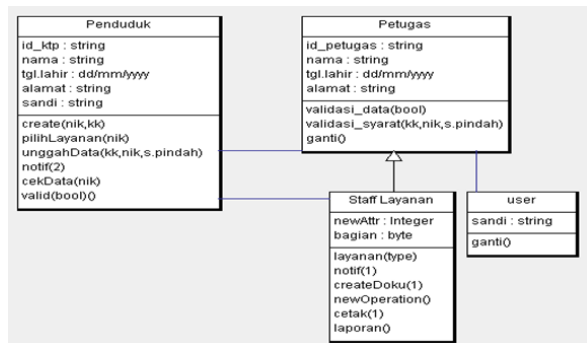 Penduduk
id_ktp : string
nama : string
tgl.lahir : dd/mm/yyyy
alamat : string
sandi : string
create(nik,kk)
pilihLayanan(nik)
unggahData(kk,nik,s.pindah)
notif(2)
cekData(nik)
valid(bool)()
Petugas
id_petugas : string
nama : string
tgl.lahir : dd/mm/yyyy
alamat : string
validasi_data(bool)
validasi_syarat(kk,nik,s.pindah)
ganti()
Staff Layanan
newAttr : Integer
bagian : byte
layanan(type)
notif(1)
createDoku(1)
newOperation()
cetak(1)
laporan()
user
sandi : string
ganti()